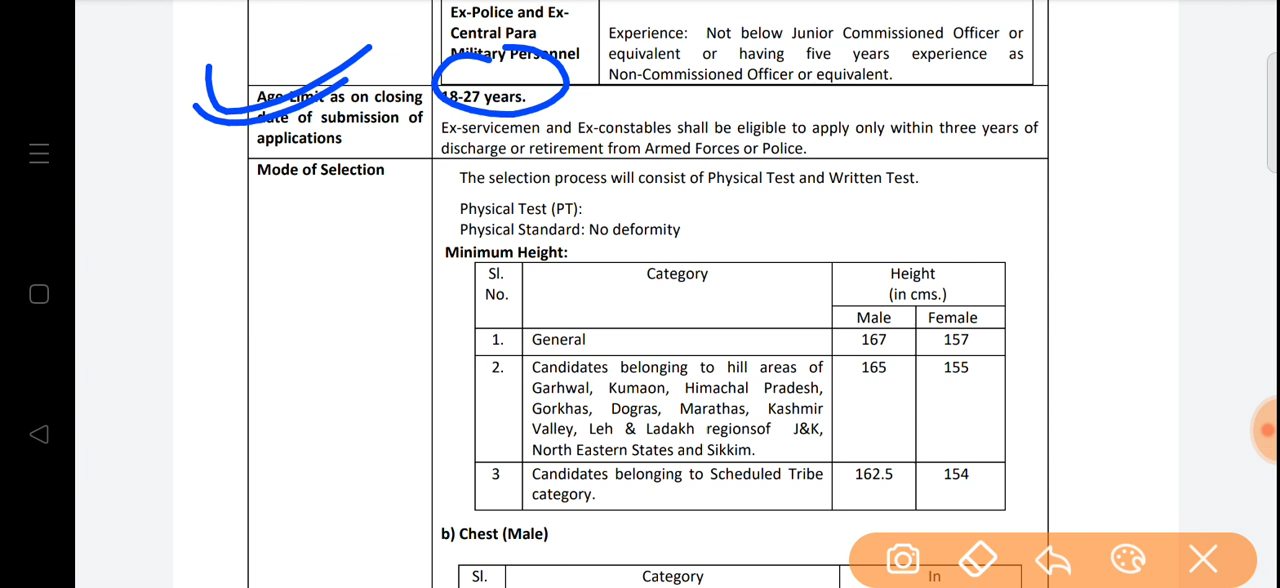 Ex-Police and Ex-
Central Para
Military Personnel
Experience: Not below Junior Commissioned Officer or
equivalent or having five years experience as
Non-Commissioned Officer or equivalent.
Age Limit as on closing
date of submission of
applications
18-27 years.
Ex-servicemen and Ex-constables shall be eligible to apply only within three years of
discharge or retirement from Armed Forces or Police.
Mode of Selection
The selection process will consist of Physical Test and Written Test.
Physical Test (PT):
Physical Standard: No deformity
Minimum Height:
Sl.
No.
Category
Height
(in cms.)
Male
Female
1.
General
167
157
2.
Candidates belonging to hill areas of
Garhwal, Kumaon, Himachal Pradesh,
Gorkhas, Dogras, Marathas, Kashmir
Valley, Leh & Ladakh regionsof J&K,
North Eastern States and Sikkim.
165
155
3
Candidates belonging to Scheduled Tribe
category.
162.5
154
b) Chest (Male)
Sl.
Category
In